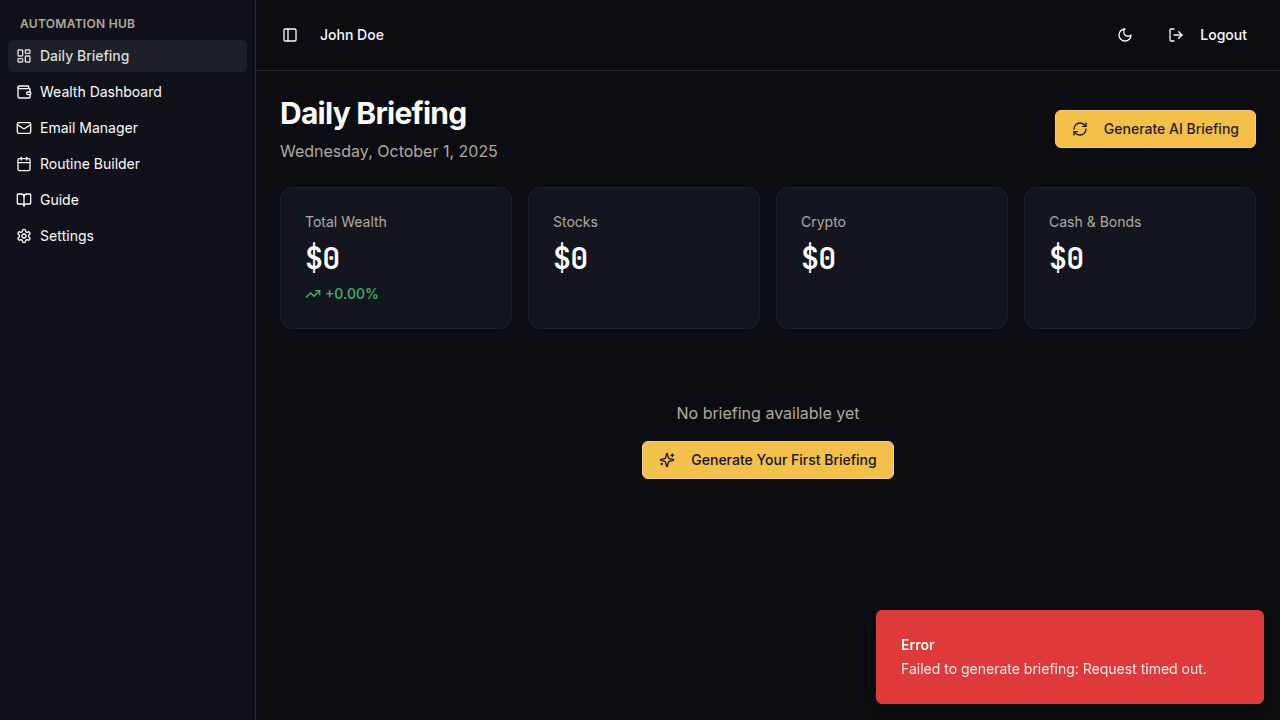 AUTOMATION HUB
Daily Briefing
Wealth Dashboard
Email Manager
Routine Builder
Guide
Settings
John Doe
Logout
Daily Briefing
Wednesday, October 1, 2025
Generate AI Briefing
Total Wealth
$0
+0.00%
Stocks
$0
Crypto
$0
Cash & Bonds
$0
No briefing available yet
Generate Your First Briefing
Error
Failed to generate briefing: Request timed out.